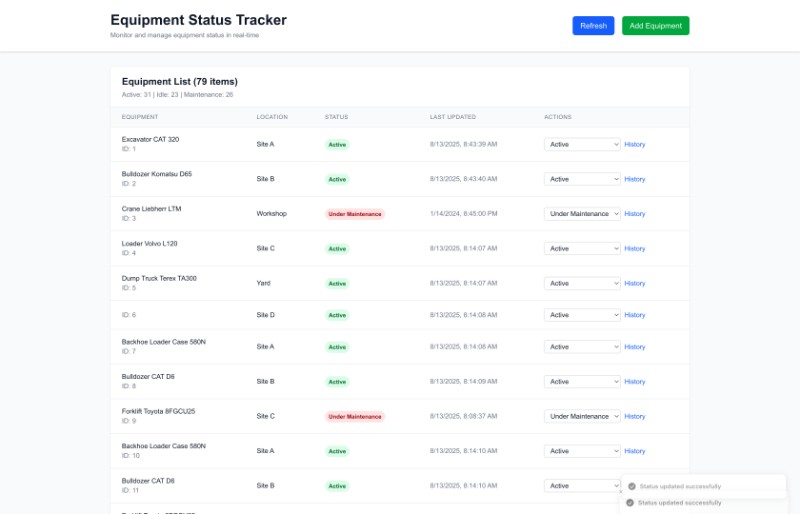 Equipment Status Tracker
Monitor and manage equipment status in real-time
Refresh
Add Equipment
Equipment List (79 items)
Active: 31 | Idle: 23 | Maintenance: 26
EQUIPMENT LOCATION STATUS LAST UPDATED ACTIONS
Excavator CAT 320
ID: 1
Site A Active 8/13/2025, 8:43:39 AM Active History
Bulldozer Komatsu D65
ID: 2
Site B Active 8/13/2025, 8:43:40 AM Active History
Crane Liebherr LTM
ID: 3
Workshop Under Maintenance 1/14/2024, 8:45:00 PM Under Maintenance History
Loader Volvo L120
ID: 4
Site C Active 8/13/2025, 8:14:07 AM Active History
Dump Truck Terex TA300
ID: 5
Yard Active 8/13/2025, 8:14:07 AM Active History
ID: 6 Site D Active 8/13/2025, 8:14:08 AM Active History
Backhoe Loader Case 580N
ID: 7
Site A Active 8/13/2025, 8:14:08 AM Active History
Bulldozer CAT D6
ID: 8
Site B Active 8/13/2025, 8:14:09 AM Active History
Forklift Toyota 8FGCU25
ID: 9
Site C Under Maintenance 8/13/2025, 8:08:37 AM Under Maintenance History
Backhoe Loader Case 580N
ID: 10
Site A Active 8/13/2025, 8:14:10 AM Active History
Bulldozer CAT D6
ID: 11
Site B Active 8/13/2025, 8:14:10 AM Active
Status updated successfully
Status updated successfully